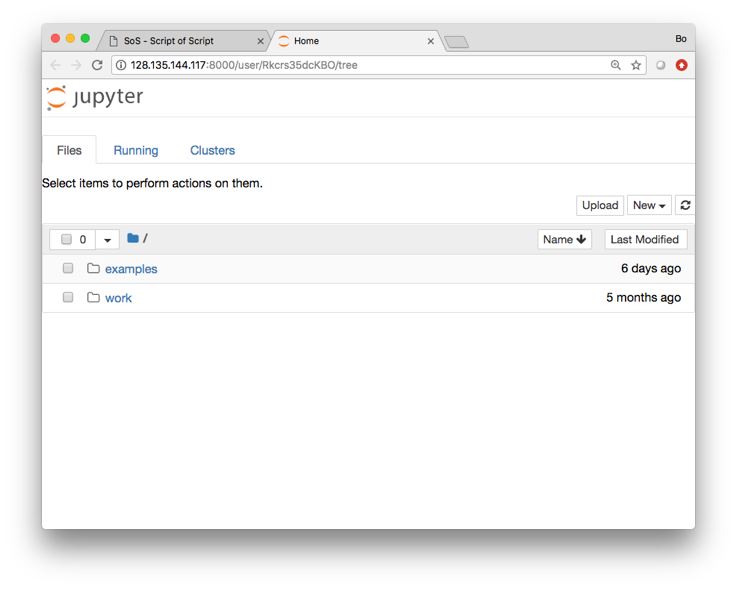 SoS - Script of Script
Home
Bo
128.135.144.117:8000/user/Rkcrs35dcKBO/tree
jupyter
Files Running Clusters
Select items to perform actions on them.
Upload New
0 / Name Last Modified
examples 6 days ago
work 5 months ago